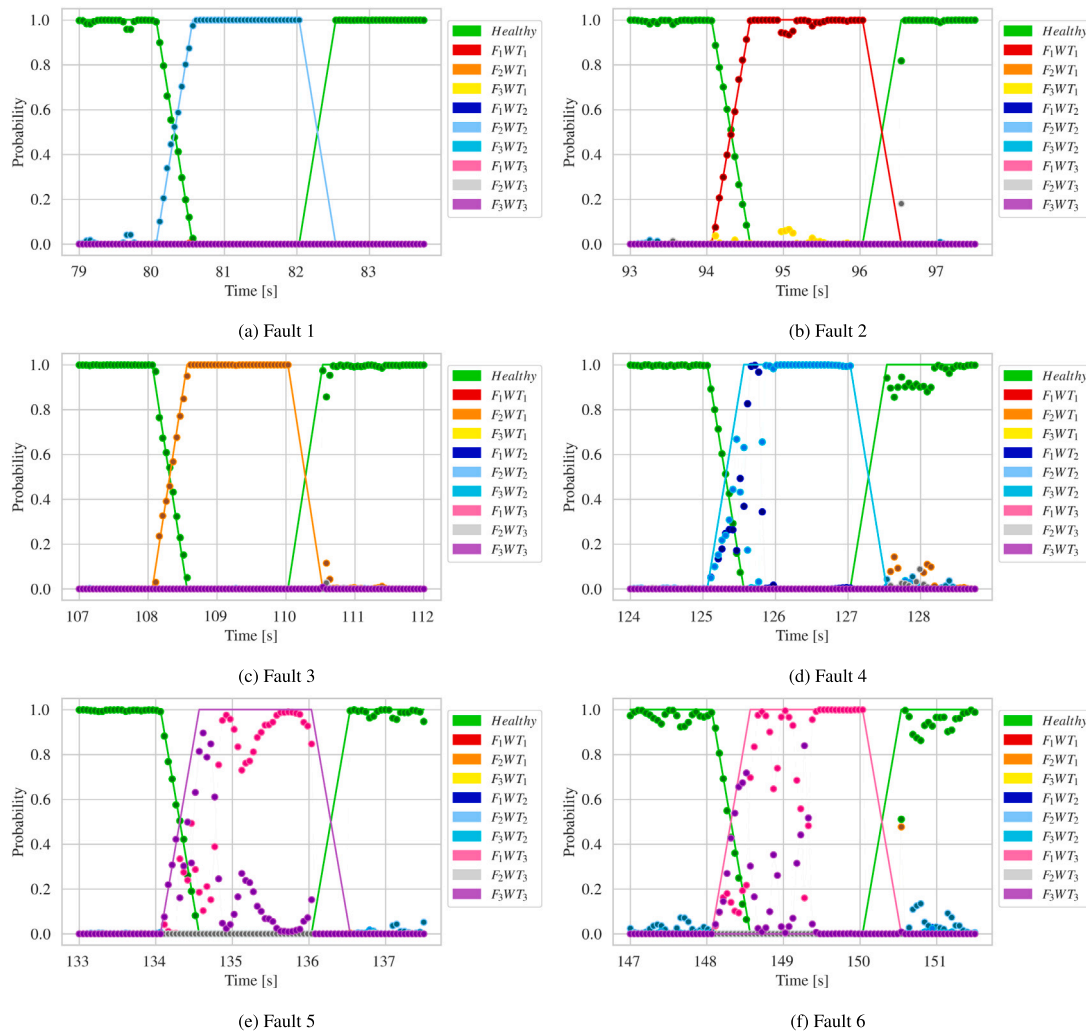 1.0
0.8
0.6
0.4
0.2
0.0
Probability
79 80 81 82 83
Time [s]
Healthy
F₁WT₁
F₂WT₁
F₃WT₁
F₁WT₂
F₂WT₂
F₃WT₂
F₁WT₃
F₂WT₃
F₃WT₃
(a) Fault 1
1.0
0.8
0.6
0.4
0.2
0.0
Probability
93 94 95 96 97
Time [s]
Healthy
F₁WT₁
F₂WT₁
F₃WT₁
F₁WT₂
F₂WT₂
F₃WT₂
F₁WT₃
F₂WT₃
F₃WT₃
(b) Fault 2
1.0
0.8
0.6
0.4
0.2
0.0
Probability
107 108 109 110 111 112
Time [s]
Healthy
F₁WT₁
F₂WT₁
F₃WT₁
F₁WT₂
F₂WT₂
F₃WT₂
F₁WT₃
F₂WT₃
F₃WT₃
(c) Fault 3
1.0
0.8
0.6
0.4
0.2
0.0
Probability
124 125 126 127 128
Time [s]
Healthy
F₁WT₁
F₂WT₁
F₃WT₁
F₁WT₂
F₂WT₂
F₃WT₂
F₁WT₃
F₂WT₃
F₃WT₃
(d) Fault 4
1.0
0.8
0.6
0.4
0.2
0.0
Probability
133 134 135 136 137
Time [s]
Healthy
F₁WT₁
F₂WT₁
F₃WT₁
F₁WT₂
F₂WT₂
F₃WT₂
F₁WT₃
F₂WT₃
F₃WT₃
(e) Fault 5
1.0
0.8
0.6
0.4
0.2
0.0
Probability
147 148 149 150 151
Time [s]
Healthy
F₁WT₁
F₂WT₁
F₃WT₁
F₁WT₂
F₂WT₂
F₃WT₂
F₁WT₃
F₂WT₃
F₃WT₃
(f) Fault 6